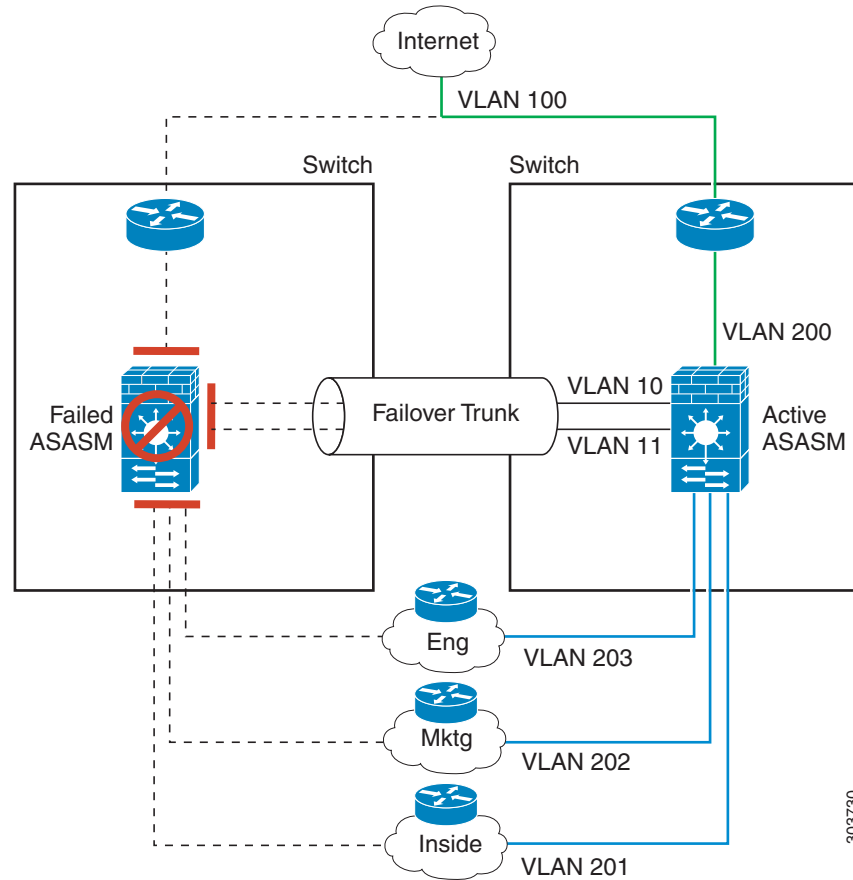 Internet
VLAN 100
Switch
Switch
VLAN 200
Failed
ASASM
Failover Trunk
VLAN 10
VLAN 11
Active
ASASM
Eng
VLAN 203
Mktg
VLAN 202
Inside
VLAN 201
303730